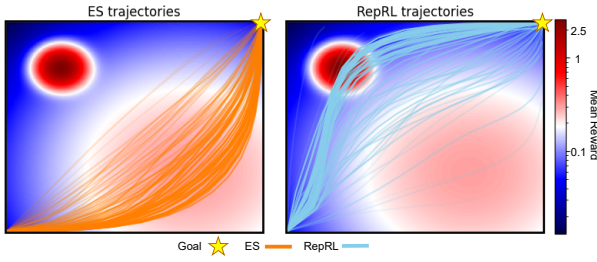 ES trajectories
RepRL trajectories
2.5
1
0.1
Mean Reward
Goal ES RepRL